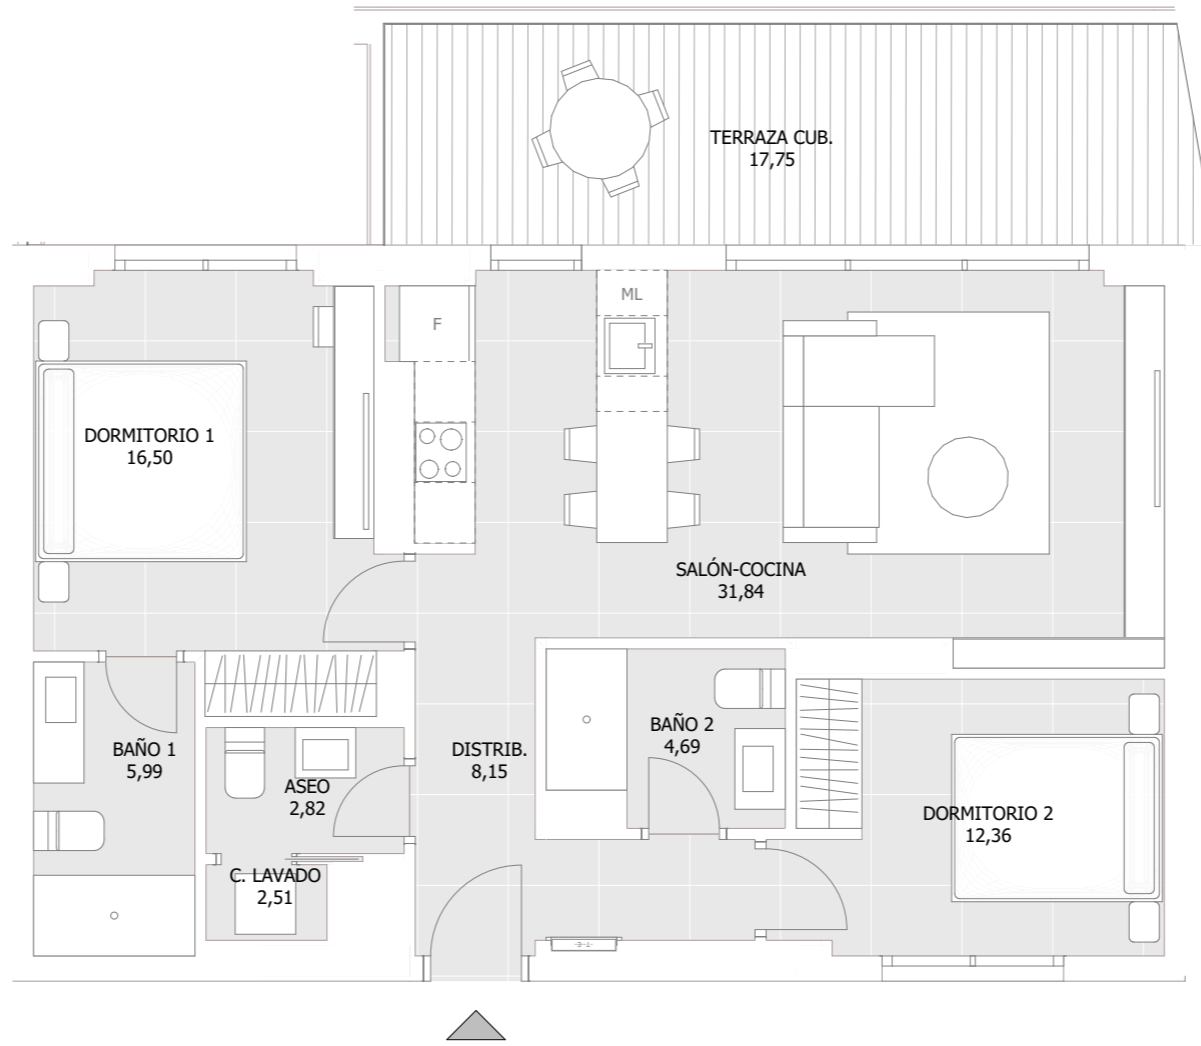 TERRAZA CUB.
17,75
ML
F
DORMITORIO 1
16,50
SALÓN-COCINA
31,84
BAÑO 1
5,99
ASEO
2,82
DISTRIB.
8,15
BAÑO 2
4,69
DORMITORIO 2
12,36
C. LAVADO
2,51